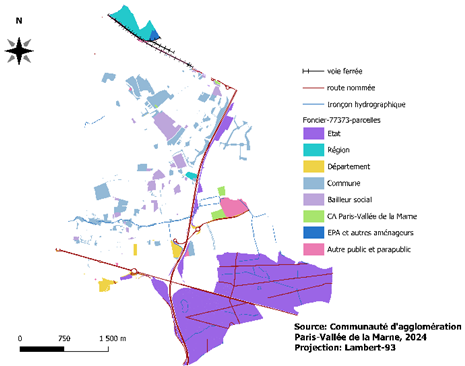 N
voie ferrée
route nommée
tronçon hydrographique
Foncier-77373-parcelles
Etat
Région
Département
Commune
Bailleur social
CA Paris-Vallée de la Marne
EPA et autres aménageurs
Autre public et parapublic
0 750 1 500 m
Source: Communauté d'agglomération
Paris-Vallée de la Marne, 2024
Projection: Lambert-93